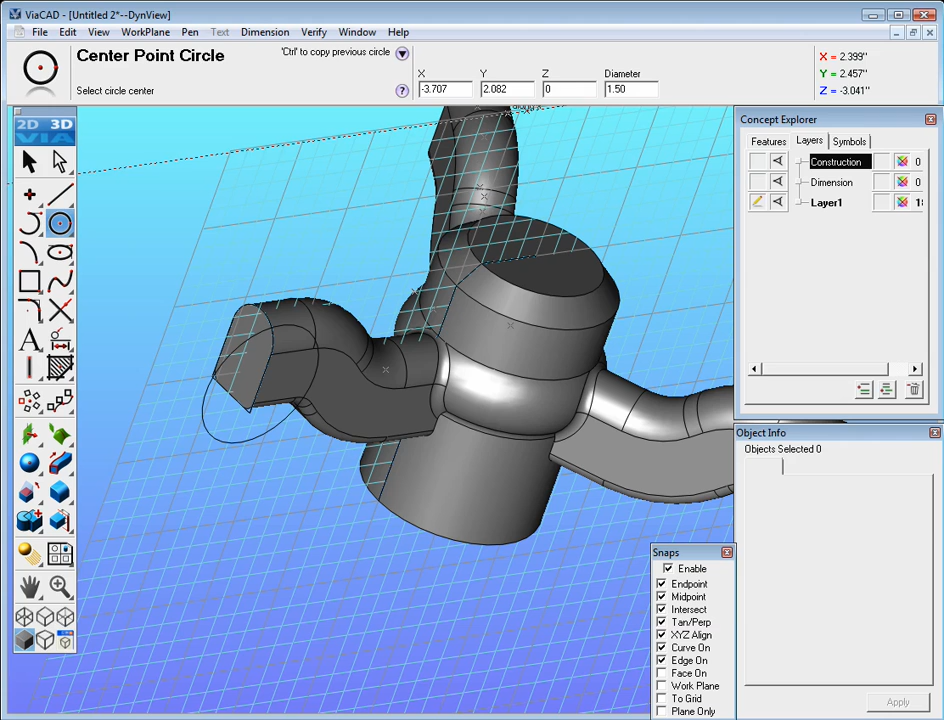 ViaCAD - [Untitled 2*--DynView]
File Edit View WorkPlane Pen Text Insert Dimension Verify Window Help
Center Point Circle
'Ctrl' to copy previous circle
Select circle center
X Y Z Diameter
-3.707 2.082 0 1.50
X = 2.399"
Y = 2.457"
Z = -3.041"
2D 3D
VIA
A
Concept Explorer
Features Layers Symbols
Construction 0
Dimension 0
Layer1
Object Info
Objects Selected 0
Snaps
Enable
Endpoint
Midpoint
Intersect
Tan/Perp
XYZ Align
Curve On
Edge On
Face On
Work Plane
To Grid
Plane Only
Apply